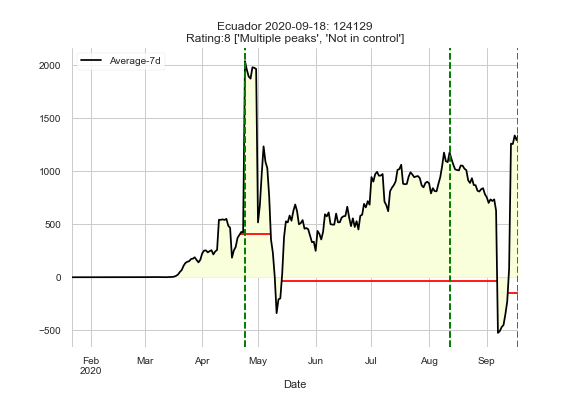 Ecuador 2020-09-18: 124129
Rating:8 ['Multiple peaks', 'Not in control']
Average-7d
2000
1500
1000
500
0
−500
Feb Mar Apr May Jun Jul Aug Sep
2020
Date